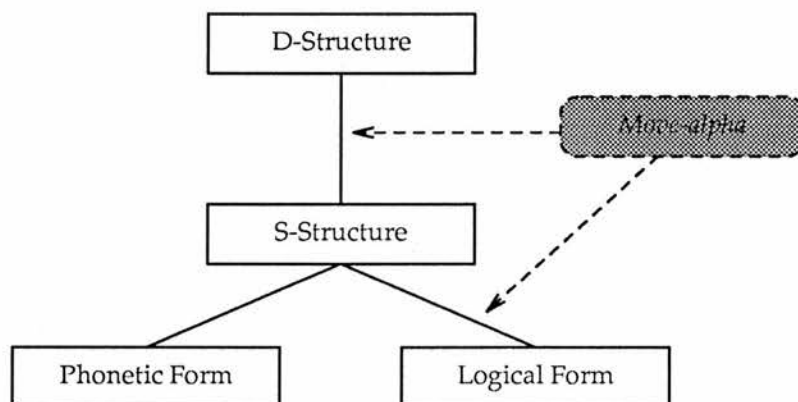 D-Structure
Move-alpha
S-Structure
Phonetic Form
Logical Form